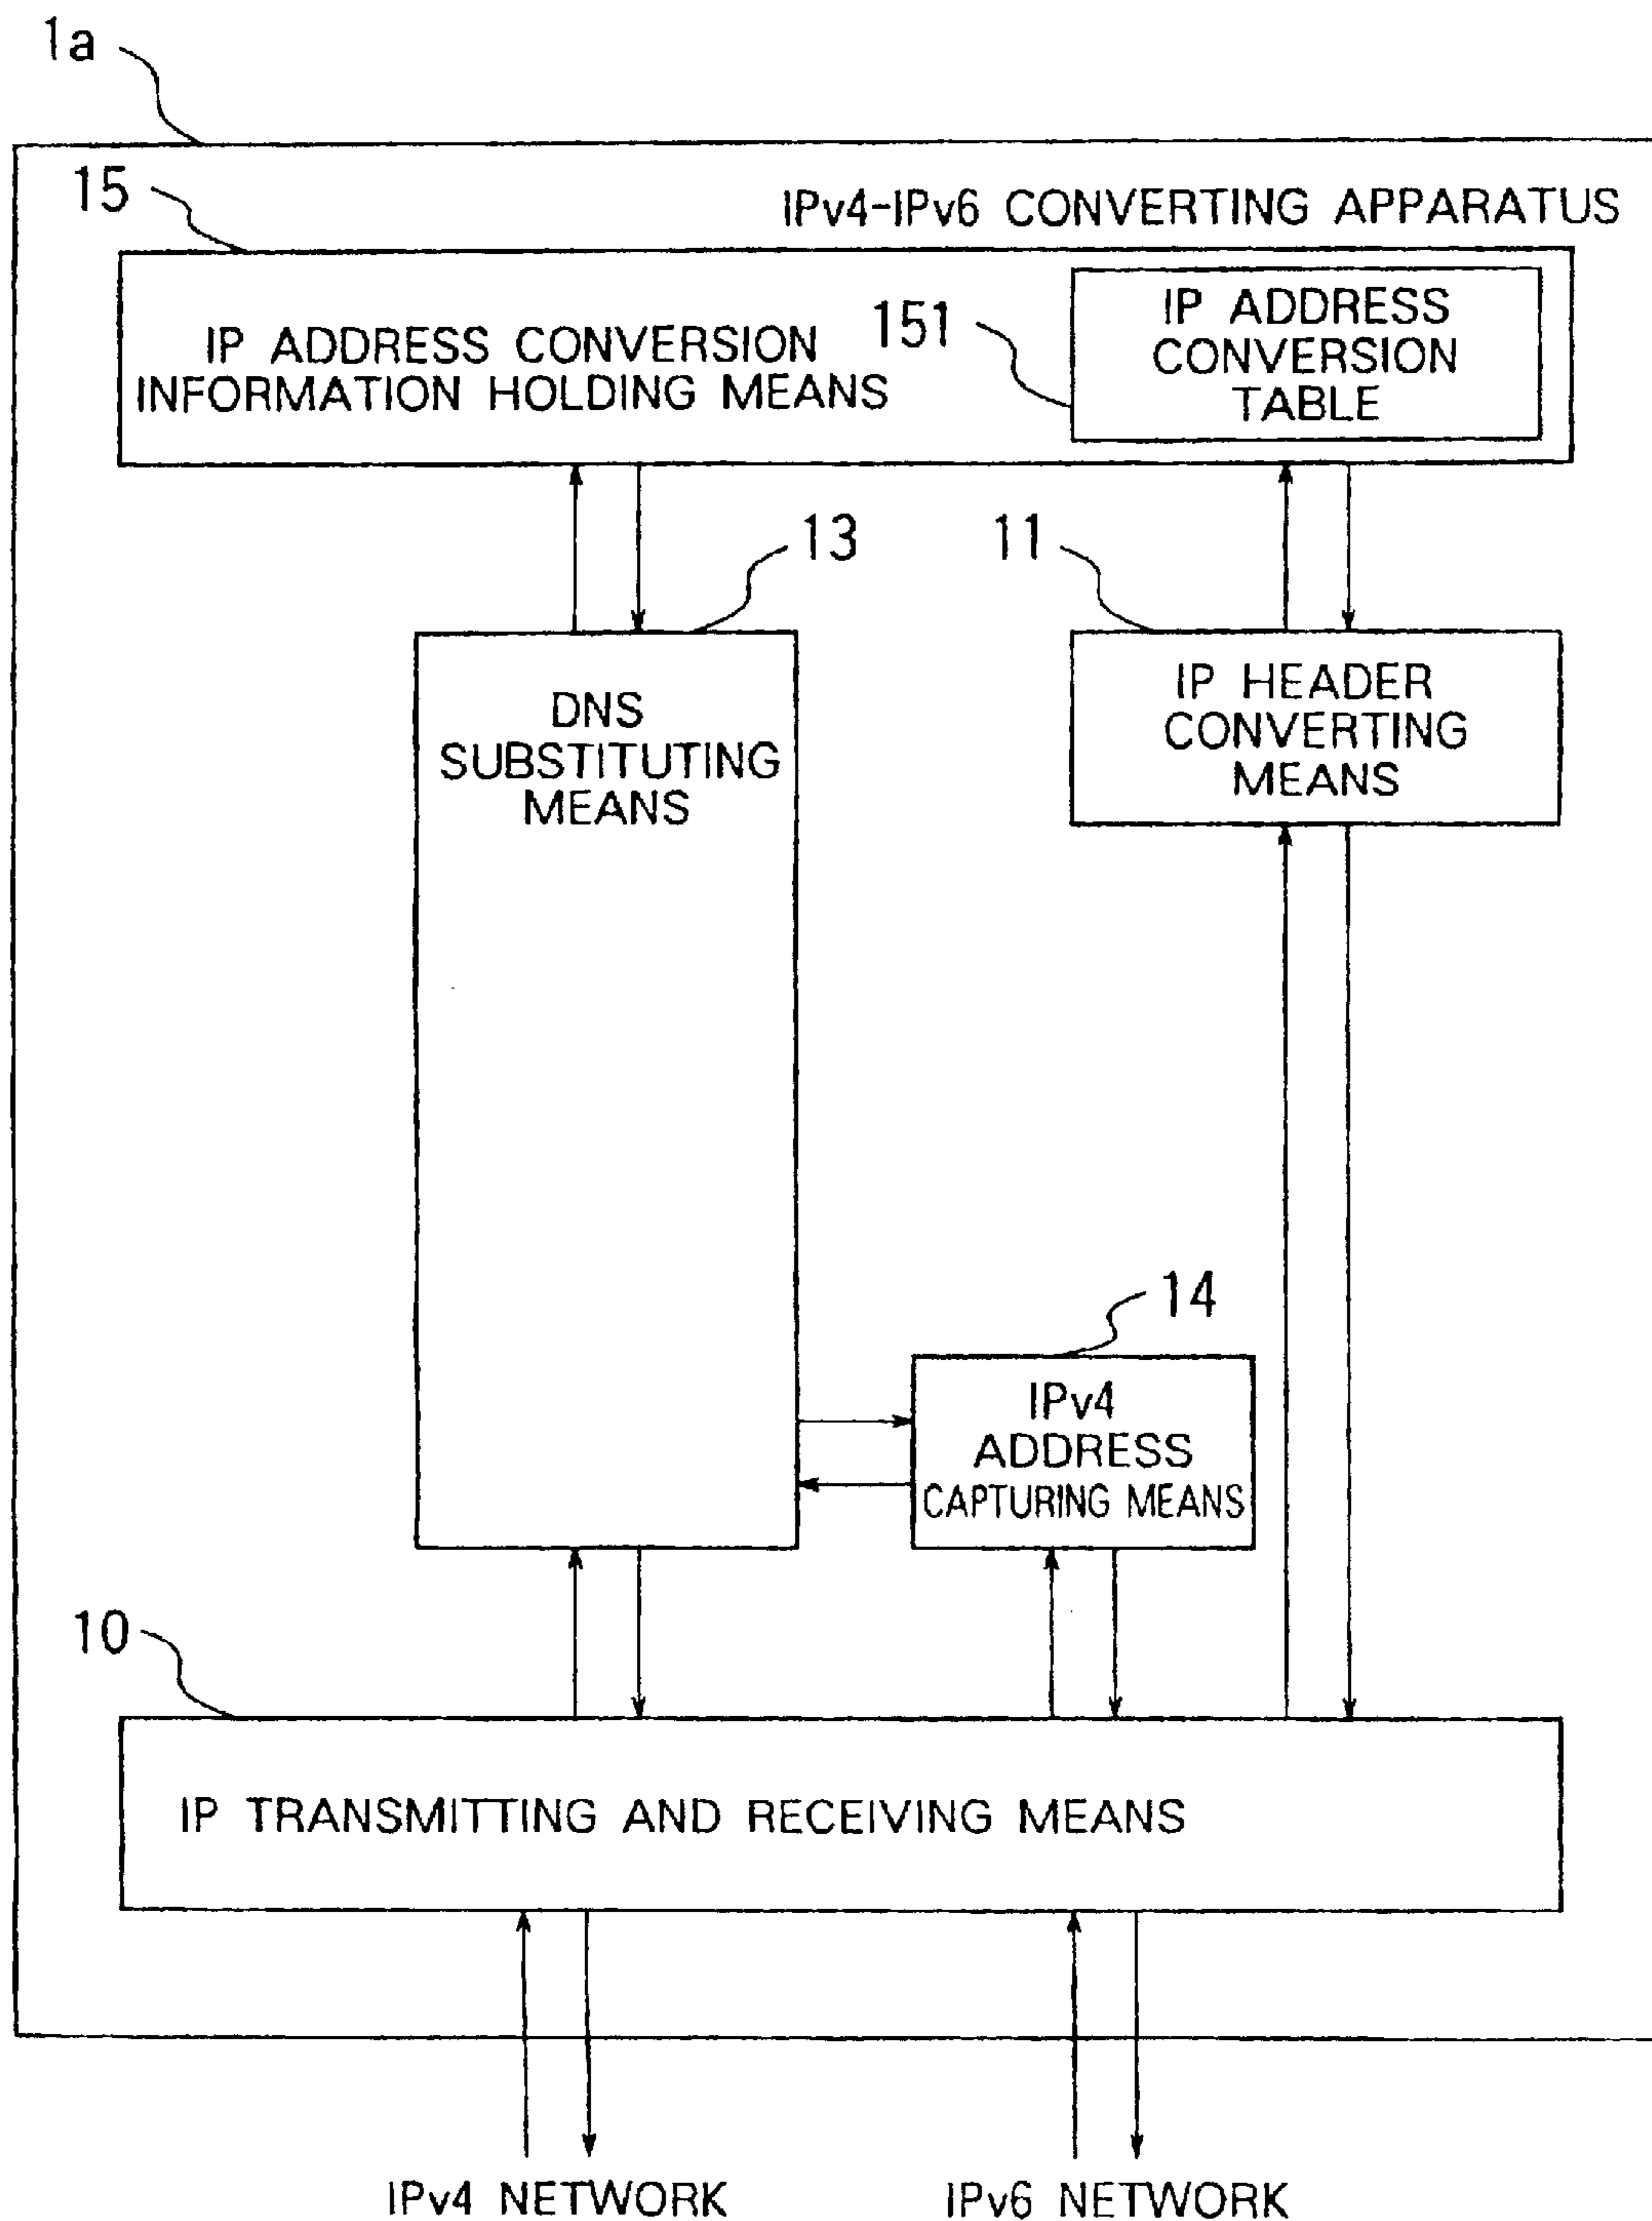 1a
15
IPv4-IPv6 CONVERTING APPARATUS
IP ADDRESS CONVERSION
INFORMATION HOLDING MEANS
151
IP ADDRESS
CONVERSION
TABLE
13
11
DNS
SUBSTITUTING
MEANS
IP HEADER
CONVERTING
MEANS
14
IPv4
ADDRESS
CAPTURING MEANS
10
IP TRANSMITTING AND RECEIVING MEANS
IPv4 NETWORK
IPv6 NETWORK